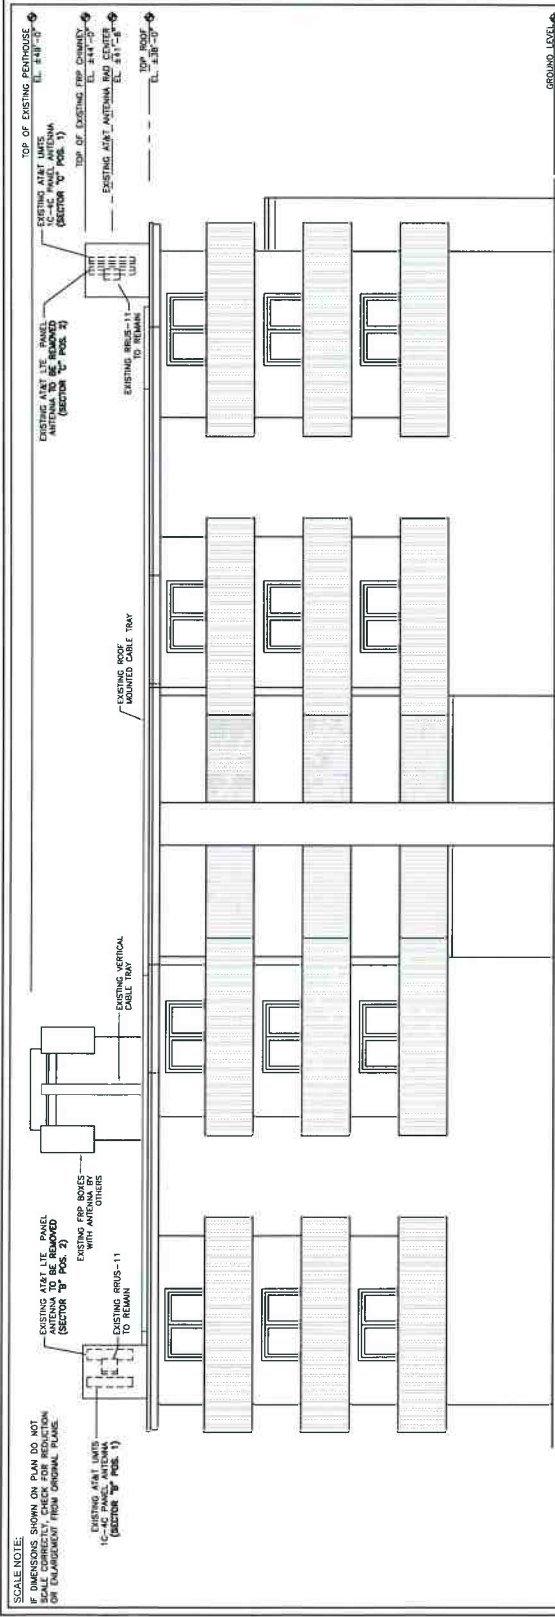 SCALE NOTE:
IF DIMENSIONS SHOWN ON PLAN DO NOT
SCALE CORRECTLY, CHECK FOR REDUCTION
OR ENLARGEMENT FROM ORIGINAL PLANS.
EXISTING AT&T UMTS
1C-4C PANEL ANTENNA
(SECTOR "B" POS. 1)
EXISTING AT&T LTE PANEL
ANTENNA TO BE REMOVED
(SECTOR "B" POS. 2)
EXISTING RRUS-11
TO REMAIN
EXISTING FRP BOXES
WITH ANTENNA BY
OTHERS
EXISTING VERTICAL
CABLE TRAY
EXISTING ROOF
MOUNTED CABLE TRAY
EXISTING AT&T LTE PANEL
ANTENNA TO BE REMOVED
(SECTOR "C" POS. 2)
EXISTING AT&T UMTS
1C-4C PANEL ANTENNA
(SECTOR "C" POS. 1)
EXISTING RRUS-11
TO REMAIN
TOP OF EXISTING PENTHOUSE
EL. ±49'-0"
TOP OF EXISTING FRP CHIMNEY
EL. ±44'-0"
EXISTING AT&T ANTENNA RAD CENTER
EL. ±41'-6"
TOP ROOF
EL. ±38'-0"
GROUND LEVEL